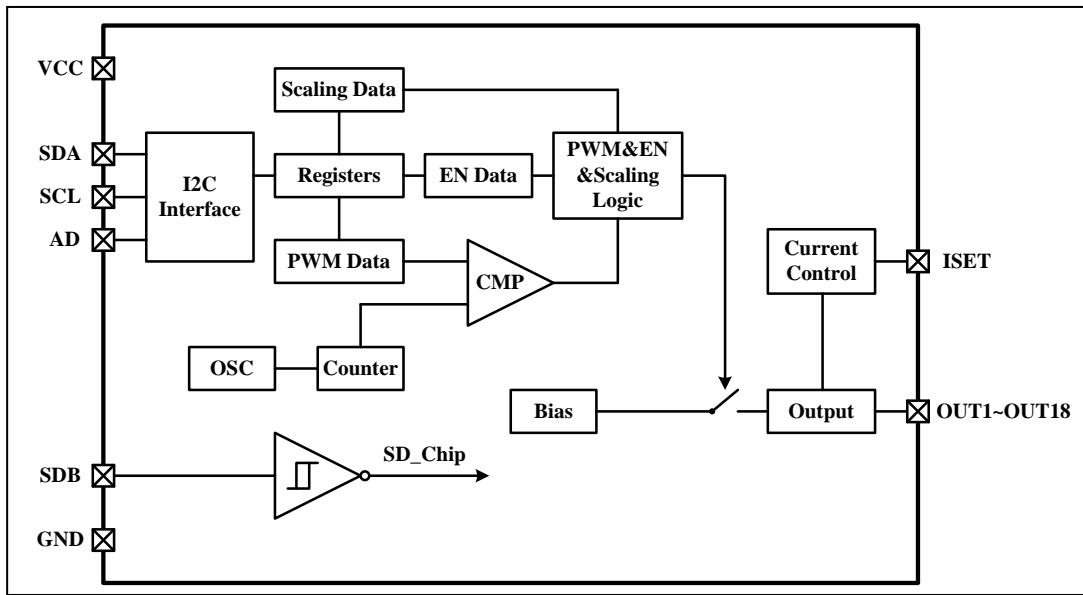 VCC
Scaling Data
SDA
SCL
AD
I2C
Interface
Registers
EN Data
PWM&EN
&Scaling
Logic
PWM Data
CMP
Current
Control
ISET
OSC
Counter
Bias
Output
OUT1~OUT18
SD_Chip
SDB
GND